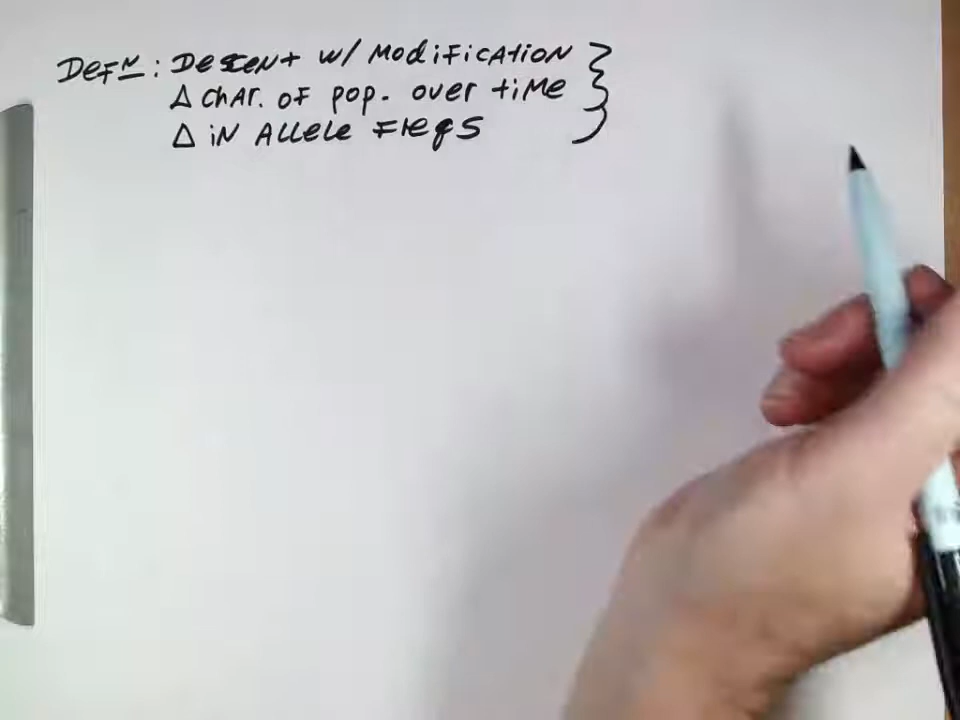 Defn: Descent w/ Modification
Δ char. of pop. over time
Δ in Allele Freqs